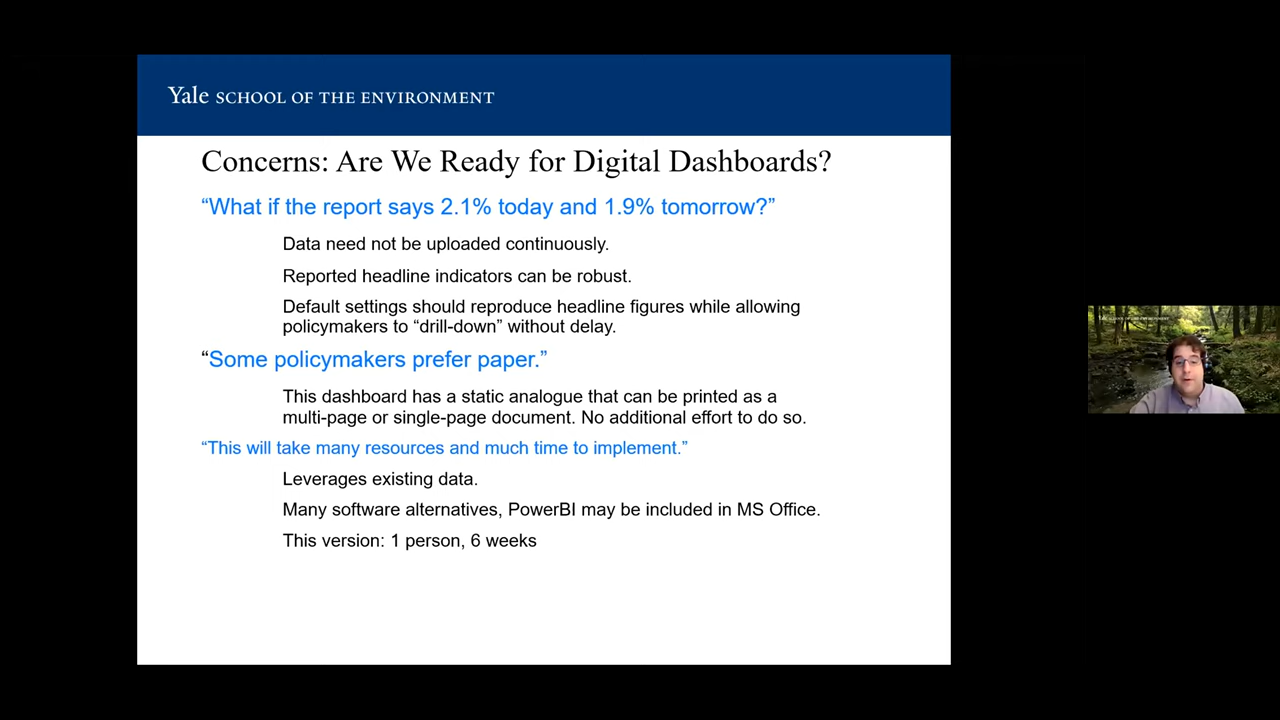 Yale SCHOOL OF THE ENVIRONMENT
Concerns: Are We Ready for Digital Dashboards?
“What if the report says 2.1% today and 1.9% tomorrow?”
Data need not be uploaded continuously.
Reported headline indicators can be robust.
Default settings should reproduce headline figures while allowing
policymakers to “drill-down” without delay.
“Some policymakers prefer paper.”
This dashboard has a static analogue that can be printed as a
multi-page or single-page document. No additional effort to do so.
“This will take many resources and much time to implement.”
Leverages existing data.
Many software alternatives, PowerBI may be included in MS Office.
This version: 1 person, 6 weeks
Yale SCHOOL OF THE ENVIRONMENT